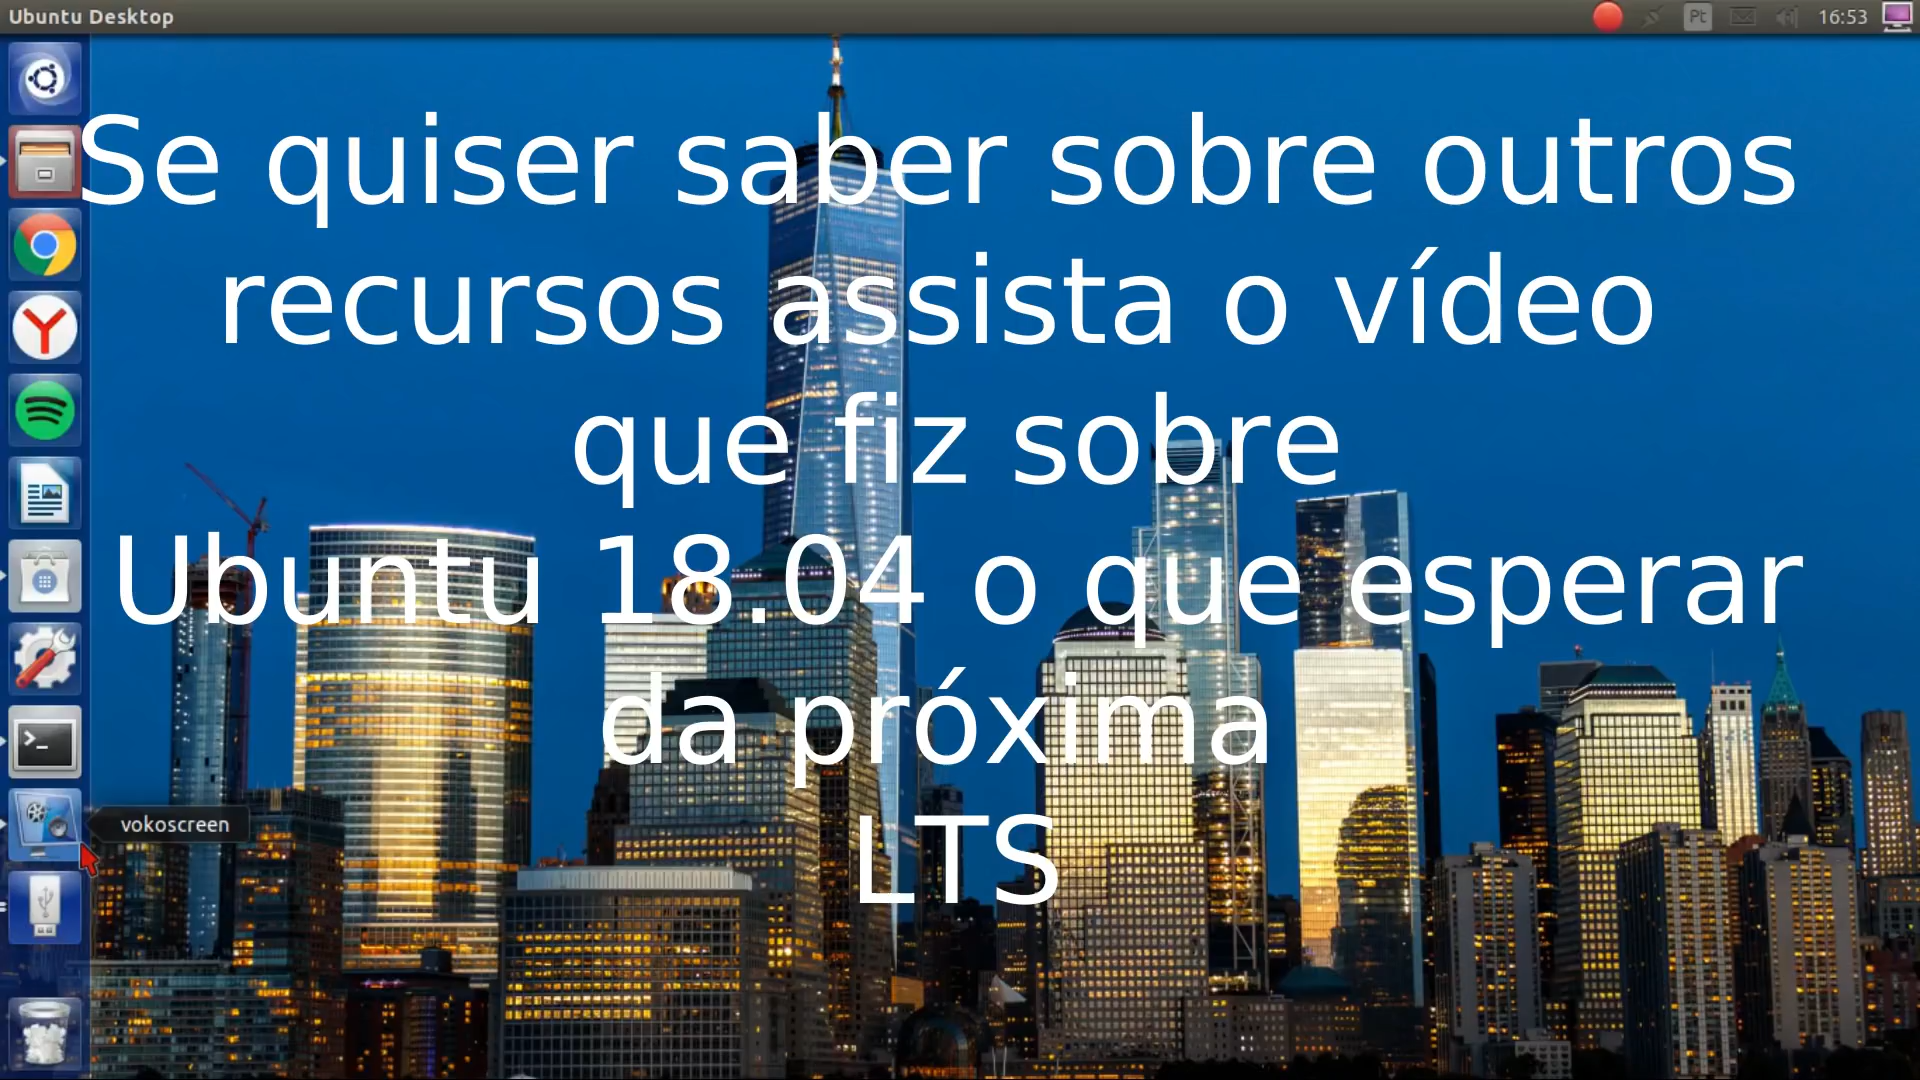 Ubuntu Desktop
Pt
16:53
Se quiser saber sobre outros
recursos assista o vídeo
que fiz sobre
Ubuntu 18.04 o que esperar
da próxima
LTS
vokoscreen